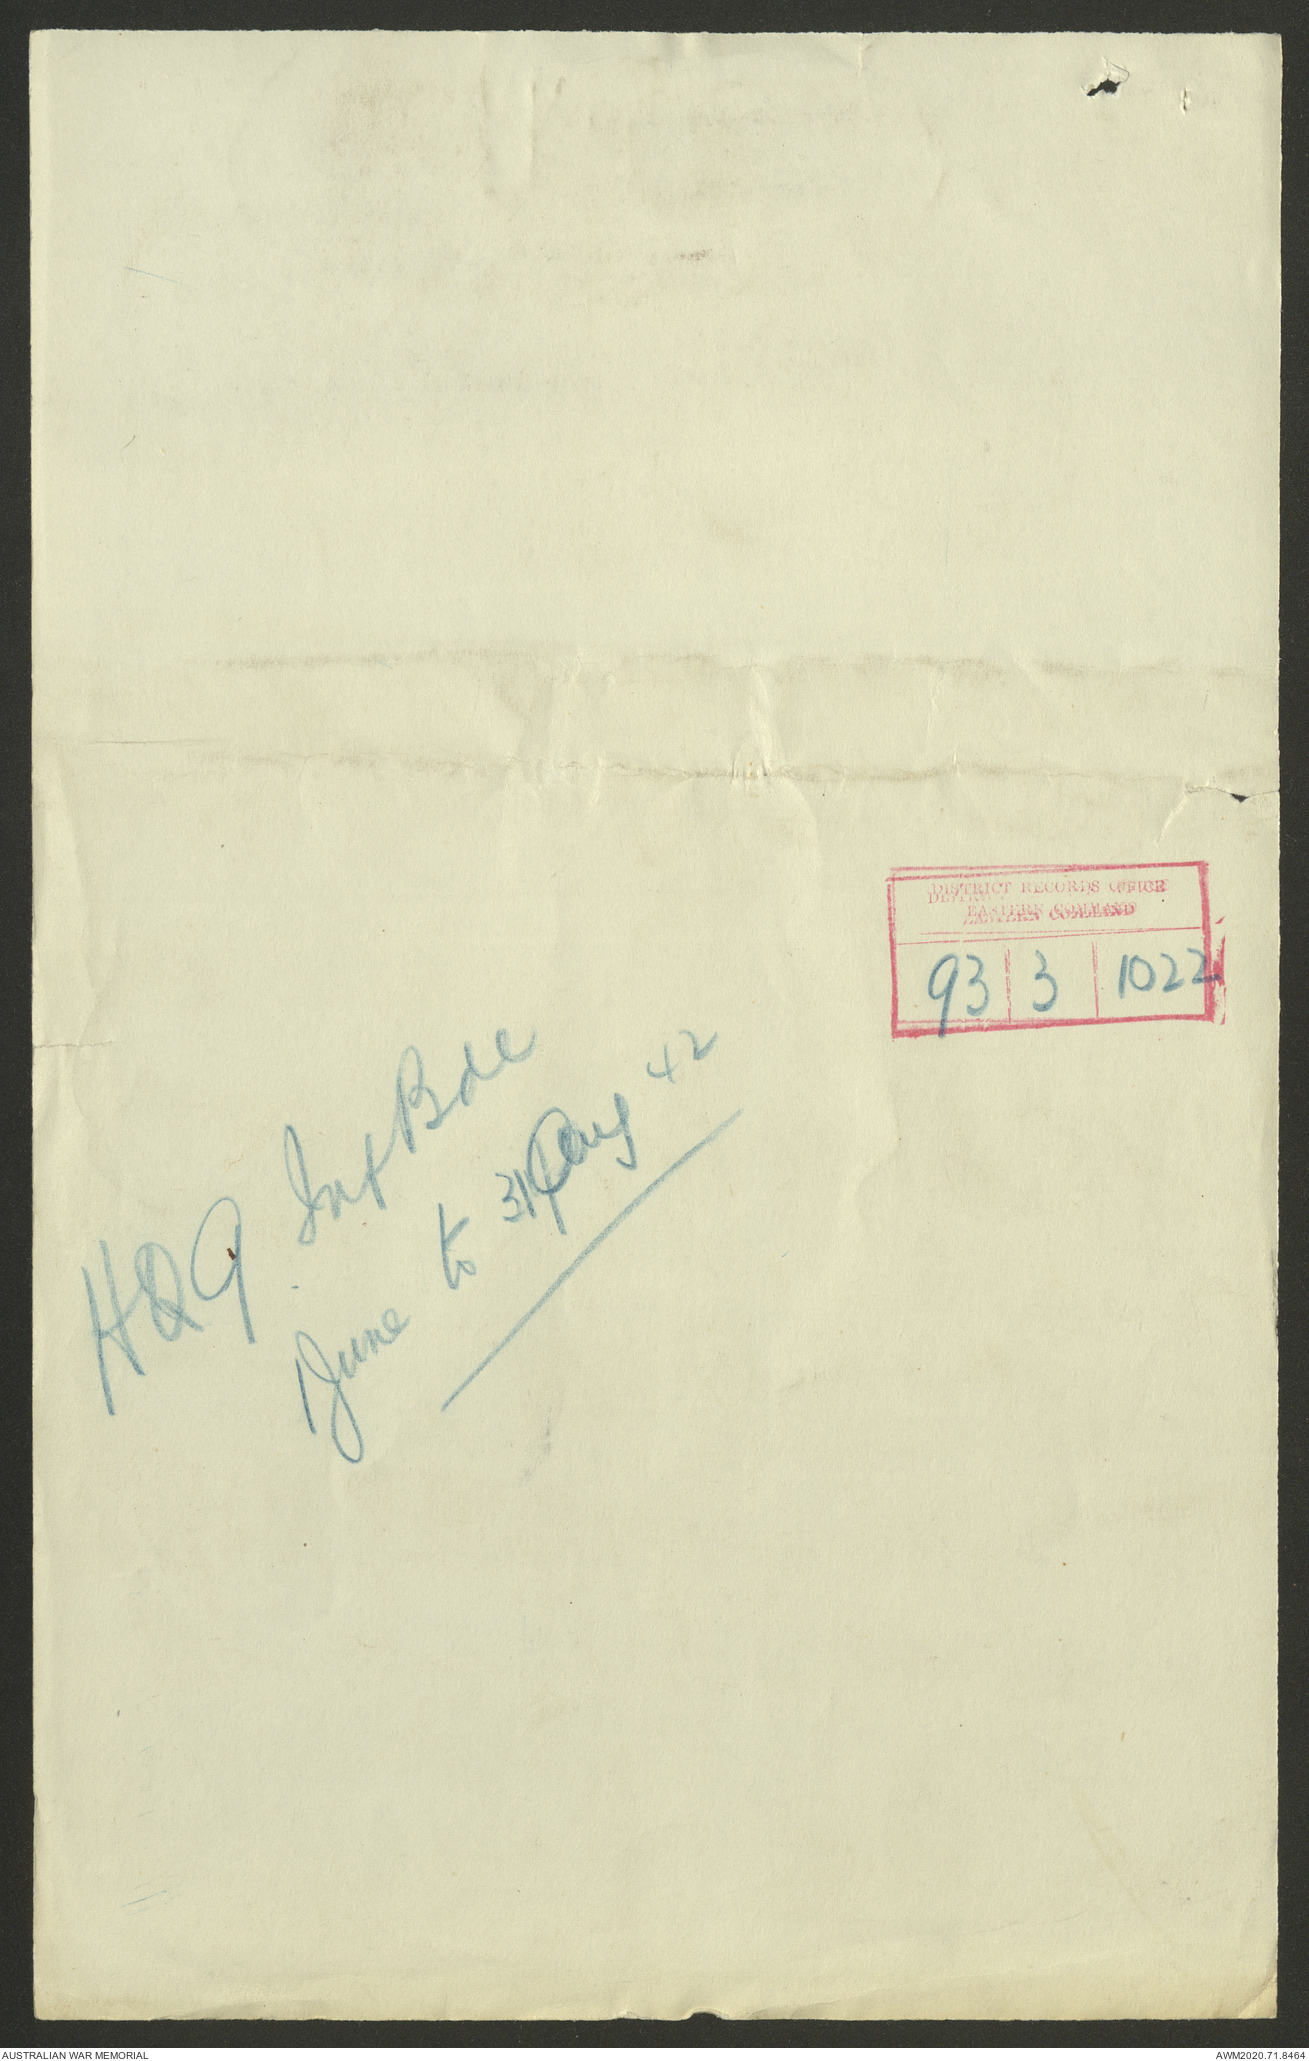 DISTRICT RECORDS OFFICE
EASTERN COMMAND
93 3 1022
HQ 9 Inf Bde
1 June to 31 Aug 42
AUSTRALIAN WAR MEMORIAL
AWM2020.71.8464